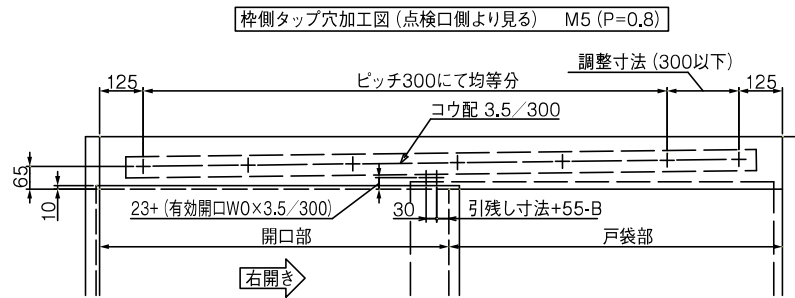 枠側タップ穴加工図 (点検口側より見る) M5 (P=0.8)
調整寸法 (300以下)
125
ピッチ300にて均等分
125
コウ配 3.5/300
65
10
23+ (有効開口WO×3.5/300)
30
引残し寸法+55-B
開口部
戸袋部
右開き